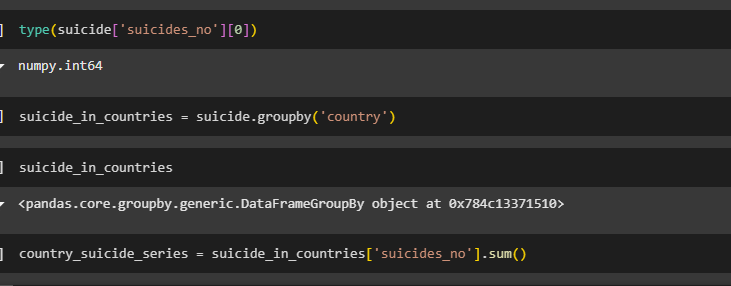 type(suicide['suicides_no'][0])
numpy.int64
suicide_in_countries = suicide.groupby('country')
suicide_in_countries
<pandas.core.groupby.generic.DataFrameGroupBy object at 0x784c13371510>
country_suicide_series = suicide_in_countries['suicides_no'].sum()